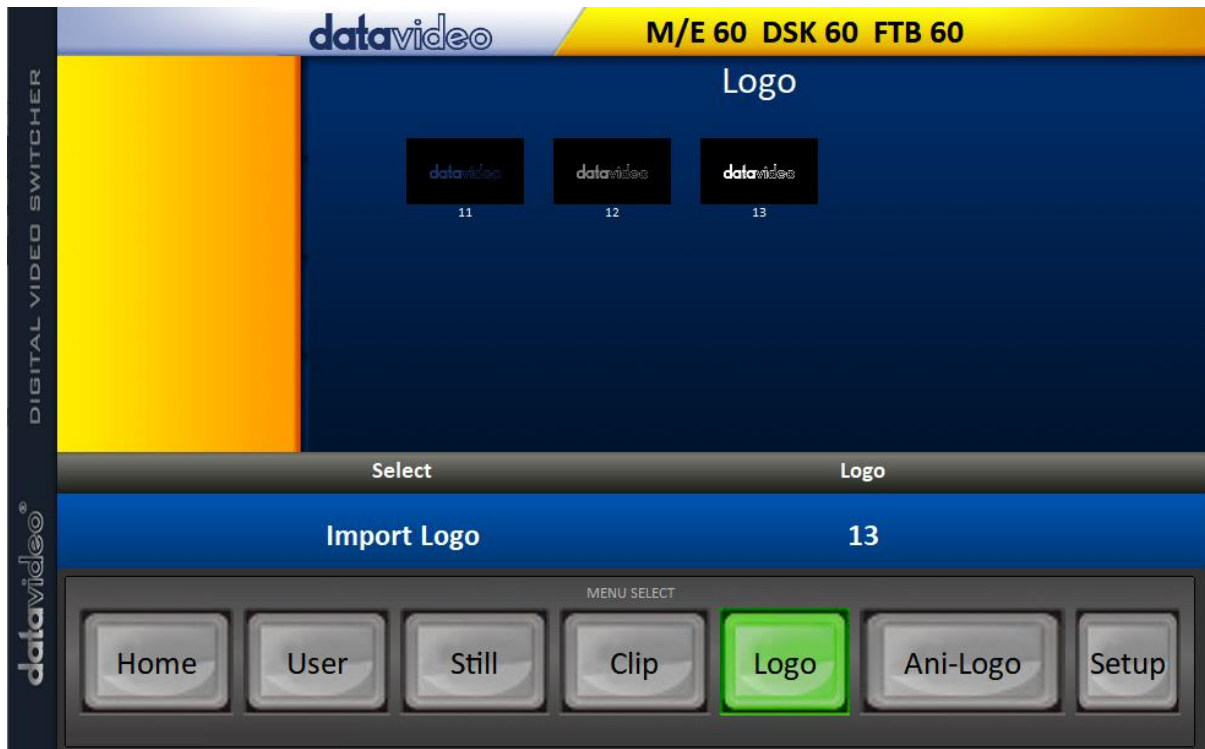 datavideo
M/E 60 DSK 60 FTB 60
DIGITAL VIDEO SWITCHER
datavideo®
Logo
datavideo datavideo datavideo
11 12 13
Select Logo
Import Logo 13
MENU SELECT
Home User Still Clip Logo Ani-Logo Setup